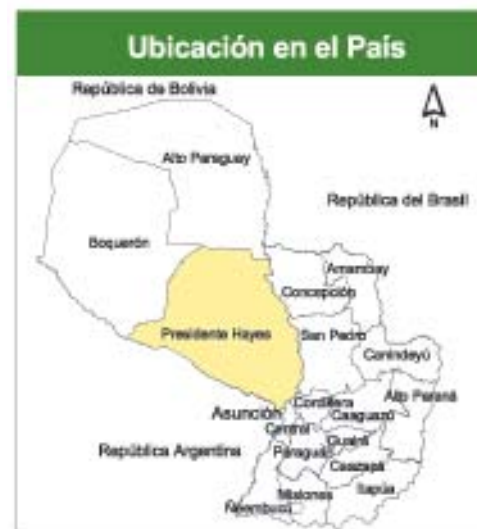 Ubicación en el País
República de Bolivia
N
Alto Paraguay
República del Brasil
Boquerón
Amambay
Concepción
Presidente Hayes
San Pedro
Canindeyú
Alto Paraná
Cordillera
Asunción
Caaguazú
Central
Guairá
República Argentina
Paraguarí
Caazapá
Itapúa
Misiones
Ñeembucú